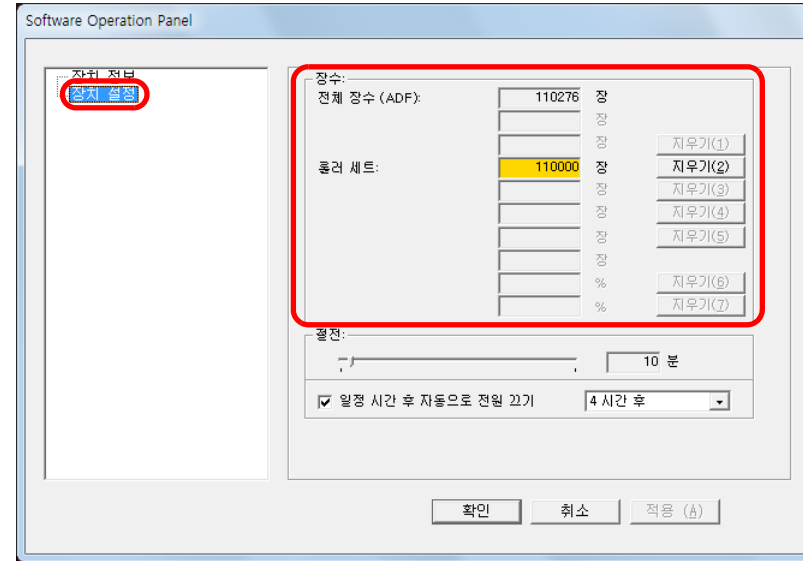 Software Operation Panel
장치 정보
장치 설정
장수:
전체 장수 (ADF): 110276 장
장
장 지우기(1)
롤러 세트: 110000 장 지우기(2)
장 지우기(3)
장 지우기(4)
장 지우기(5)
장
% 지우기(6)
% 지우기(7)
절전:
10 분
일정 시간 후 자동으로 전원 끄기 4 시간 후
확인 취소 적용 (A)